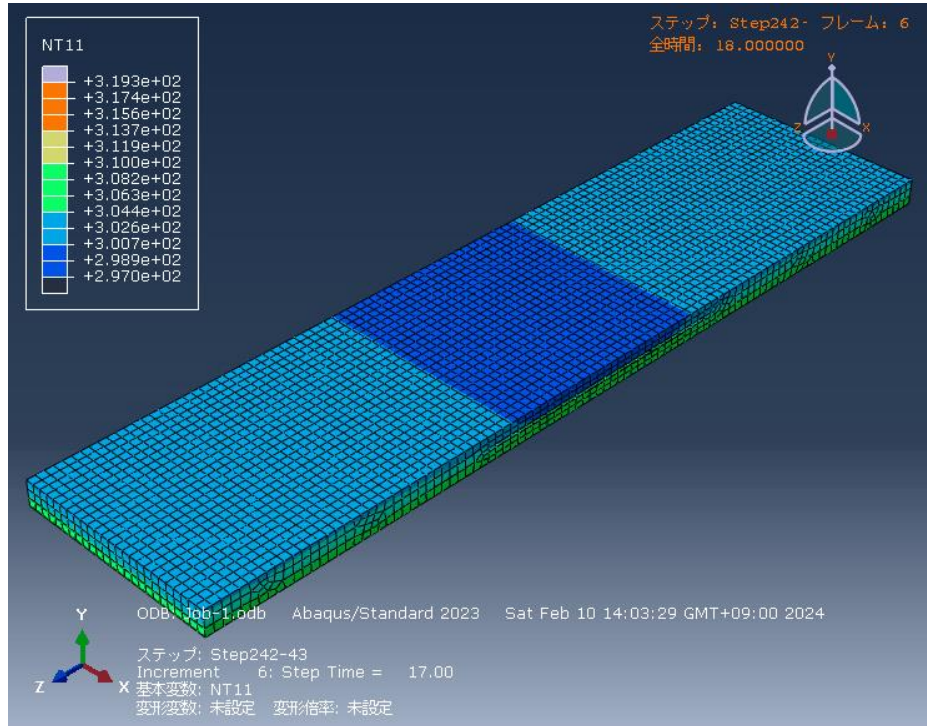 ステップ: Step242- フレーム: 6
全時間: 18.000000
NT11
+3.193e+02
+3.174e+02
+3.156e+02
+3.137e+02
+3.119e+02
+3.100e+02
+3.082e+02
+3.063e+02
+3.044e+02
+3.026e+02
+3.007e+02
+2.989e+02
+2.970e+02
Y
Z
X
ODB: Job-1.odb Abaqus/Standard 2023 Sat Feb 10 14:03:29 GMT+09:00 2024
Y
Z
X
ステップ: Step242-43
Increment 6: Step Time = 17.00
基本変数: NT11
変形変数: 未設定 変形倍率: 未設定